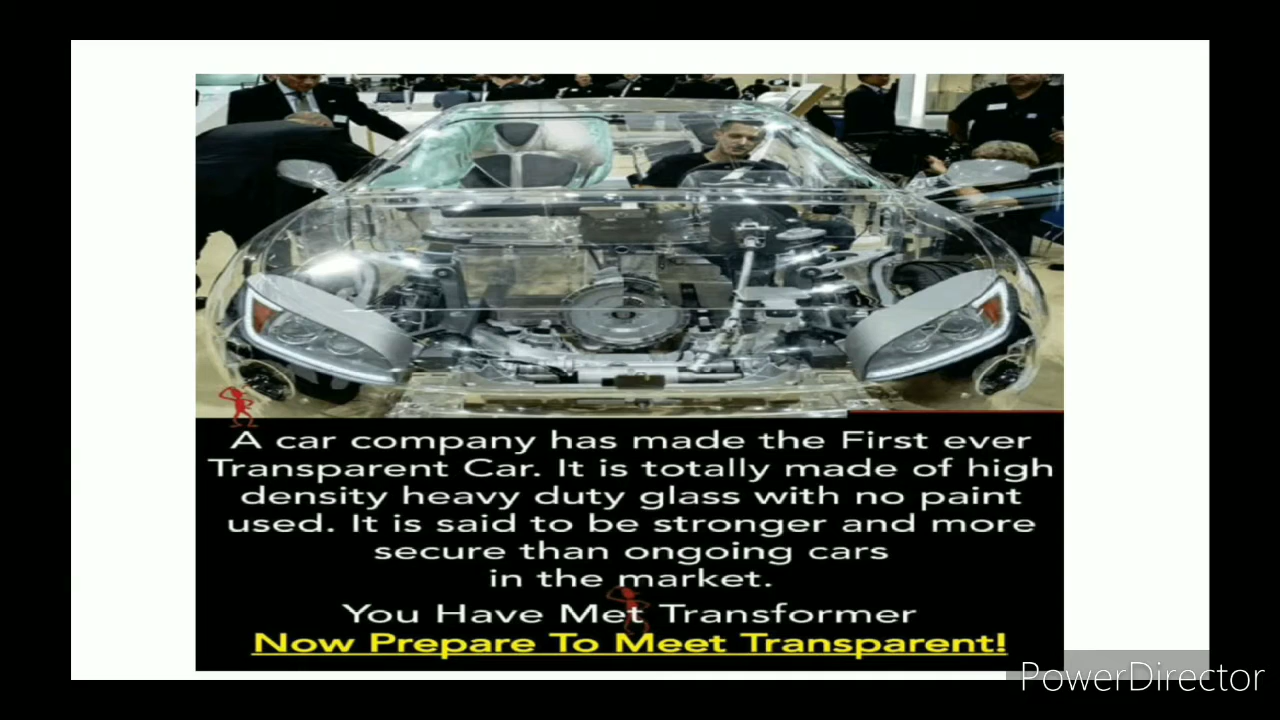 A car company has made the First ever
Transparent Car. It is totally made of high
density heavy duty glass with no paint
used. It is said to be stronger and more
secure than ongoing cars
in the market.
You Have Met Transformer
Now Prepare To Meet Transparent!
PowerDirector